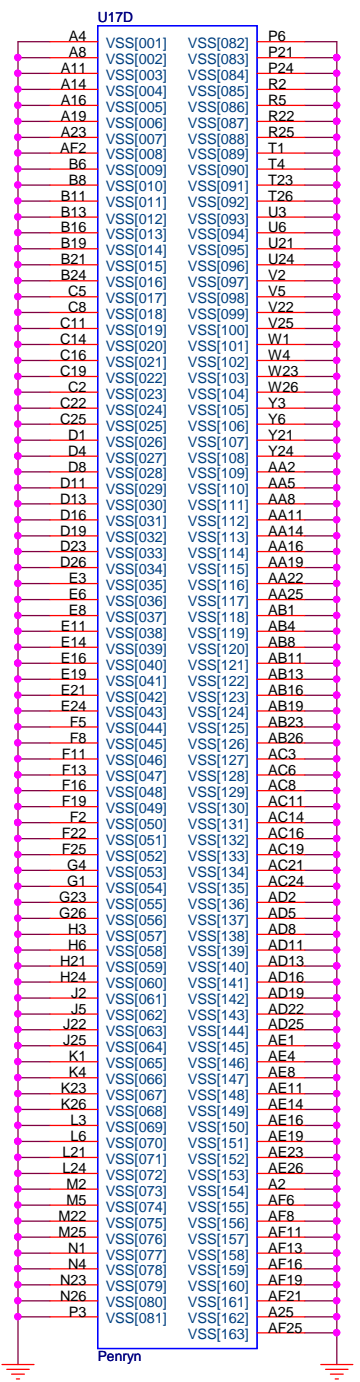 U17D
A4 VSS[001] VSS[082] P6
A8 VSS[002] VSS[083] P21
A11 VSS[003] VSS[084] P24
A14 VSS[004] VSS[085] R2
A16 VSS[005] VSS[086] R5
A19 VSS[006] VSS[087] R22
A23 VSS[007] VSS[088] R25
AF2 VSS[008] VSS[089] T1
B6 VSS[009] VSS[090] T4
B8 VSS[010] VSS[091] T23
B11 VSS[011] VSS[092] T26
B13 VSS[012] VSS[093] U3
B16 VSS[013] VSS[094] U6
B19 VSS[014] VSS[095] U21
B21 VSS[015] VSS[096] U24
B24 VSS[016] VSS[097] V2
C5 VSS[017] VSS[098] V5
C8 VSS[018] VSS[099] V22
C11 VSS[019] VSS[100] V25
C14 VSS[020] VSS[101] W1
C16 VSS[021] VSS[102] W4
C19 VSS[022] VSS[103] W23
C2 VSS[023] VSS[104] W26
C22 VSS[024] VSS[105] Y3
C25 VSS[025] VSS[106] Y6
D1 VSS[026] VSS[107] Y21
D4 VSS[027] VSS[108] Y24
D8 VSS[028] VSS[109] AA2
D11 VSS[029] VSS[110] AA5
D13 VSS[030] VSS[111] AA8
D16 VSS[031] VSS[112] AA11
D19 VSS[032] VSS[113] AA14
D23 VSS[033] VSS[114] AA16
D26 VSS[034] VSS[115] AA19
E3 VSS[035] VSS[116] AA22
E6 VSS[036] VSS[117] AA25
E8 VSS[037] VSS[118] AB1
E11 VSS[038] VSS[119] AB4
E14 VSS[039] VSS[120] AB8
E16 VSS[040] VSS[121] AB11
E19 VSS[041] VSS[122] AB13
E21 VSS[042] VSS[123] AB16
E24 VSS[043] VSS[124] AB19
F5 VSS[044] VSS[125] AB23
F8 VSS[045] VSS[126] AB26
F11 VSS[046] VSS[127] AC3
F13 VSS[047] VSS[128] AC6
F16 VSS[048] VSS[129] AC8
F19 VSS[049] VSS[130] AC11
F2 VSS[050] VSS[131] AC14
F22 VSS[051] VSS[132] AC16
F25 VSS[052] VSS[133] AC19
G4 VSS[053] VSS[134] AC21
G1 VSS[054] VSS[135] AC24
G23 VSS[055] VSS[136] AD2
G26 VSS[056] VSS[137] AD5
H3 VSS[057] VSS[138] AD8
H6 VSS[058] VSS[139] AD11
H21 VSS[059] VSS[140] AD13
H24 VSS[060] VSS[141] AD16
J2 VSS[061] VSS[142] AD19
J5 VSS[062] VSS[143] AD22
J22 VSS[063] VSS[144] AD25
J25 VSS[064] VSS[145] AE1
K1 VSS[065] VSS[146] AE4
K4 VSS[066] VSS[147] AE8
K23 VSS[067] VSS[148] AE11
K26 VSS[068] VSS[149] AE14
L3 VSS[069] VSS[150] AE16
L6 VSS[070] VSS[151] AE19
L21 VSS[071] VSS[152] AE23
L24 VSS[072] VSS[153] AE26
M2 VSS[073] VSS[154] A2
M5 VSS[074] VSS[155] AF6
M22 VSS[075] VSS[156] AF8
M25 VSS[076] VSS[157] AF11
N1 VSS[077] VSS[158] AF13
N4 VSS[078] VSS[159] AF16
N23 VSS[079] VSS[160] AF19
N26 VSS[080] VSS[161] AF21
P3 VSS[081] VSS[162] A25
VSS[163] AF25
Penryn